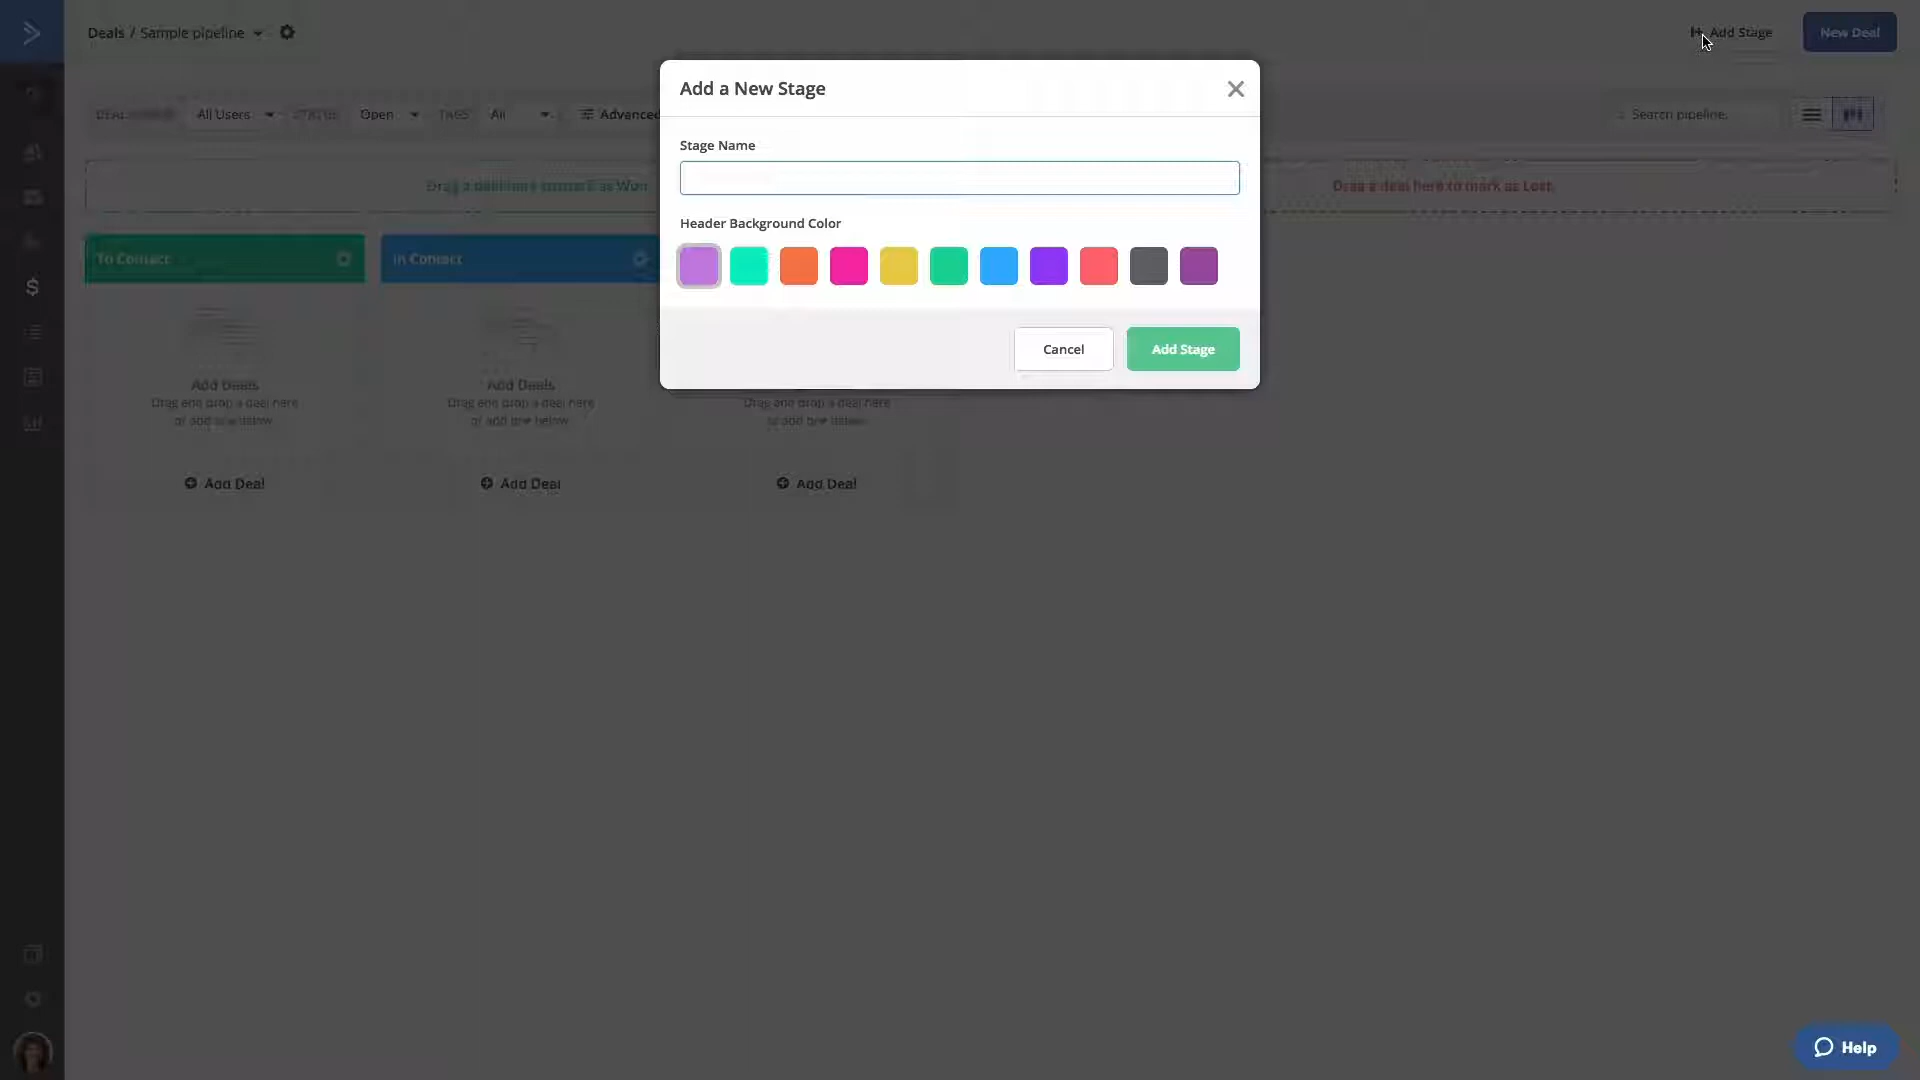 Deals / Sample pipeline
Add Stage
New Deal
Add a New Stage
All Users
Open
TAGS
All
Advanced
Search pipeline.
Stage Name
Drag a deal here to mark as Won
Drag a deal here to mark as Lost.
Header Background Color
To Contact
In Contact
Cancel
Add Stage
Add Deals
Drag and drop a deal here
or add one below
Add Deals
Drag and drop a deal here
or add one below
Drag and drop a deal here
or add one below
Add Deal
Add Deal
Add Deal
Help